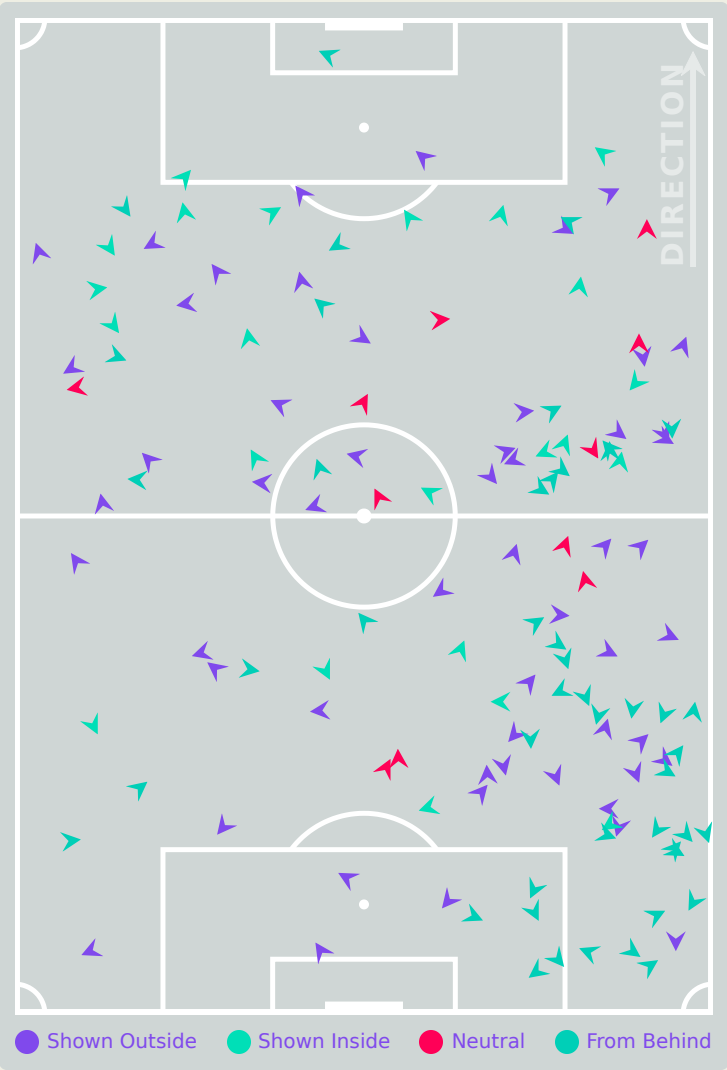 DIRECTION
Shown Outside
Shown Inside
Neutral
From Behind